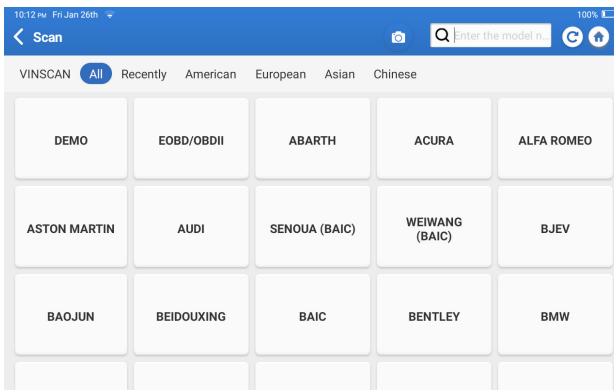 10:12 PM Fri Jan 26th 100%
Scan Enter the model n...
VINSCAN All Recently American European Asian Chinese
DEMO EOBD/OBDII ABARTH ACURA ALFA ROMEO
ASTON MARTIN AUDI SENOUA (BAIC) WEIWANG (BAIC) BJEV
BAOJUN BEIDOUXING BAIC BENTLEY BMW